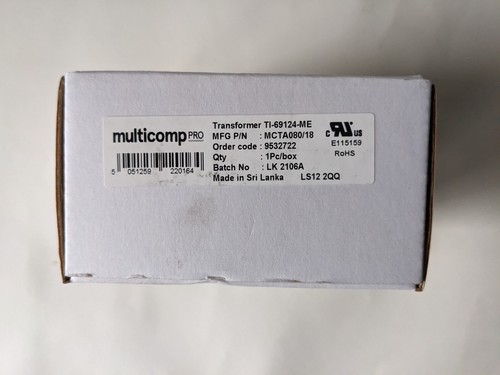 multicomp PRO
5 051259 220164
Transformer TI-69124-ME
MFG P/N : MCTA080/18
Order code : 9532722
Qty : 1Pc/box
Batch No : LK 2106A
Made in Sri Lanka LS12 2QQ
c RU us
E115159
RoHS